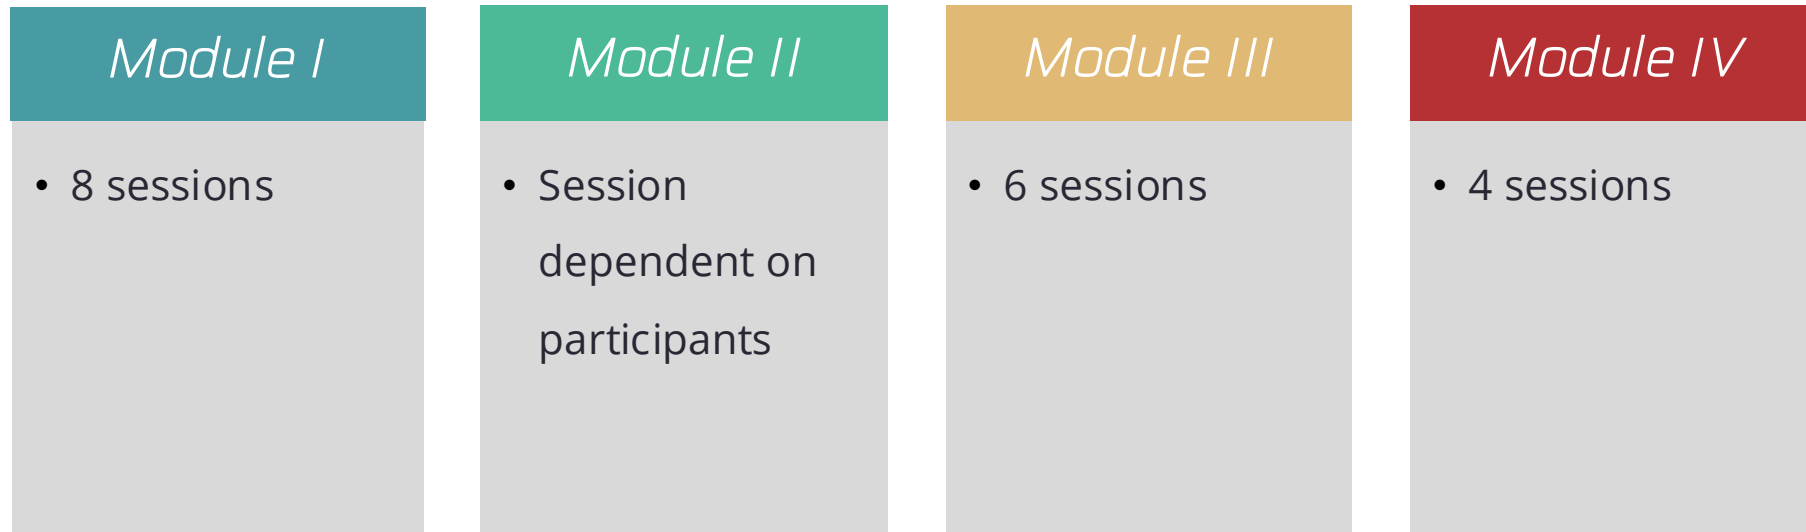 Module I
• 8 sessions
Module II
• Session
dependent on
participants
Module III
• 6 sessions
Module IV
• 4 sessions